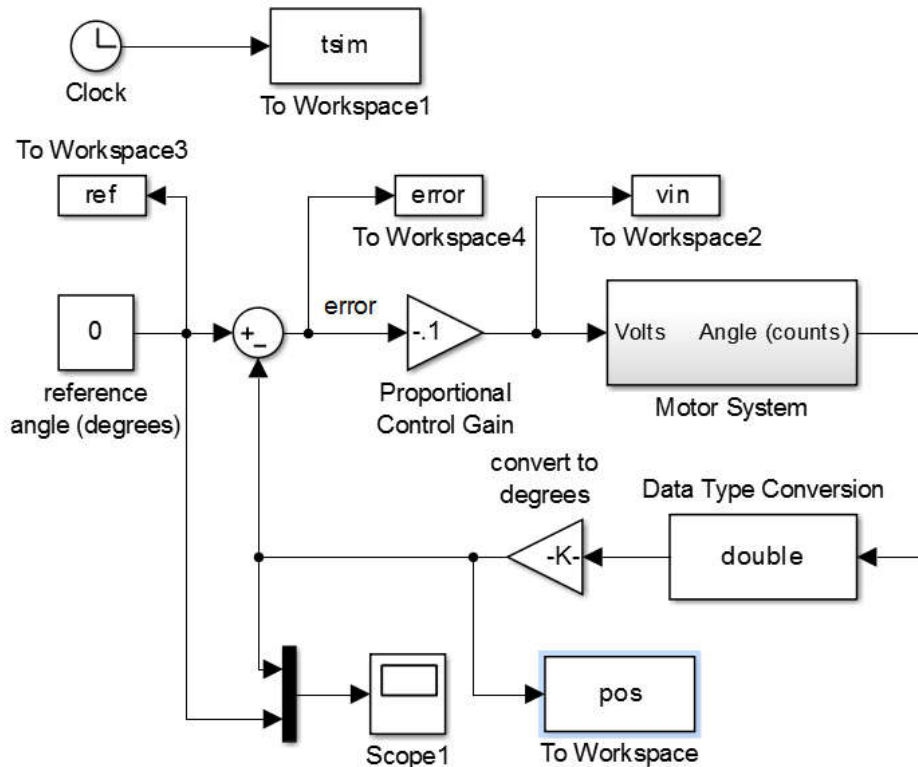 tsim
Clock
To Workspace1
To Workspace3
ref
error
vin
To Workspace4
To Workspace2
error
0
+
-
-.1
Volts
Angle (counts)
reference
angle (degrees)
Proportional
Control Gain
Motor System
convert to
degrees
Data Type Conversion
-K-
double
pos
Scope1
To Workspace